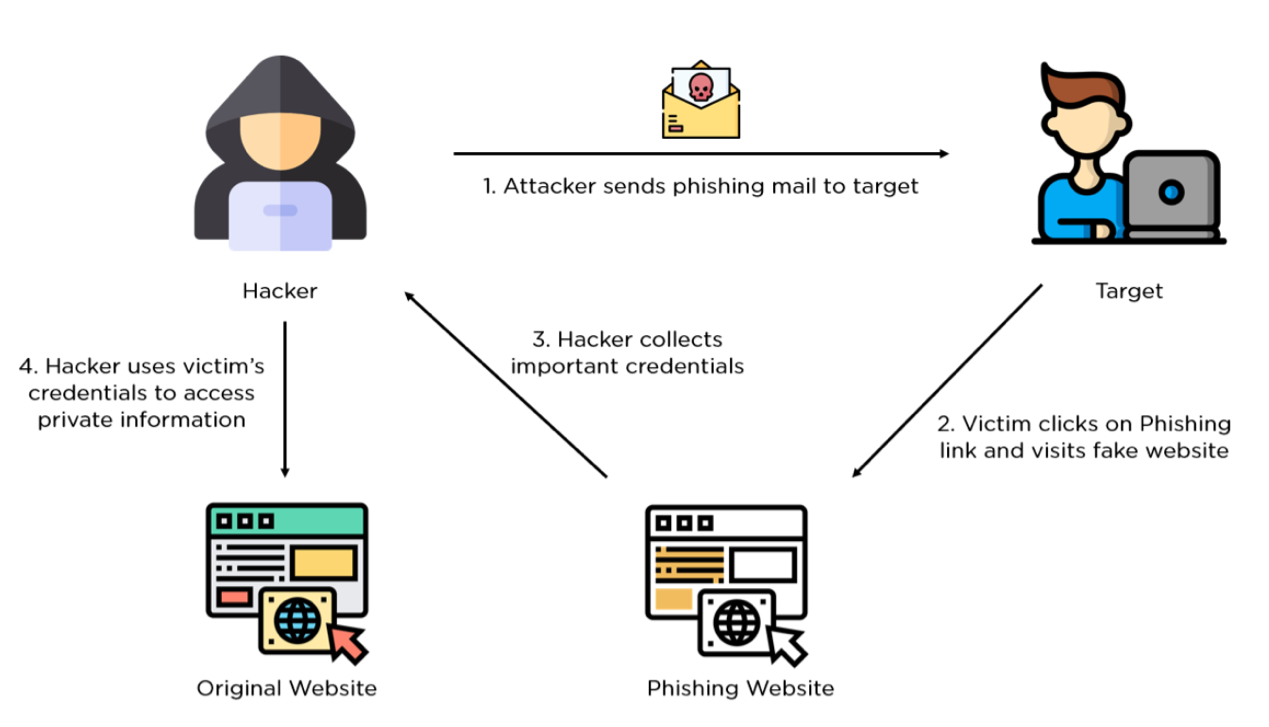 1. Attacker sends phishing mail to target
Hacker
Target
3. Hacker collects
important credentials
4. Hacker uses victim's
credentials to access
private information
2. Victim clicks on Phishing
link and visits fake website
Original Website
Phishing Website